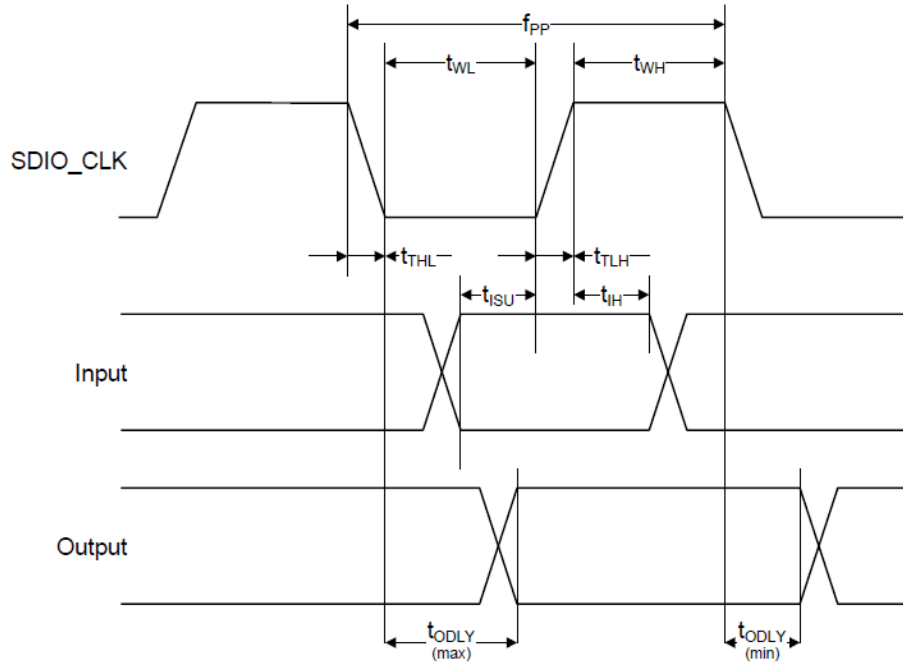 fPP
tWL
tWH
SDIO_CLK
tTHL
tTLH
tISU
tIH
Input
Output
tODLY
(max)
tODLY
(min)